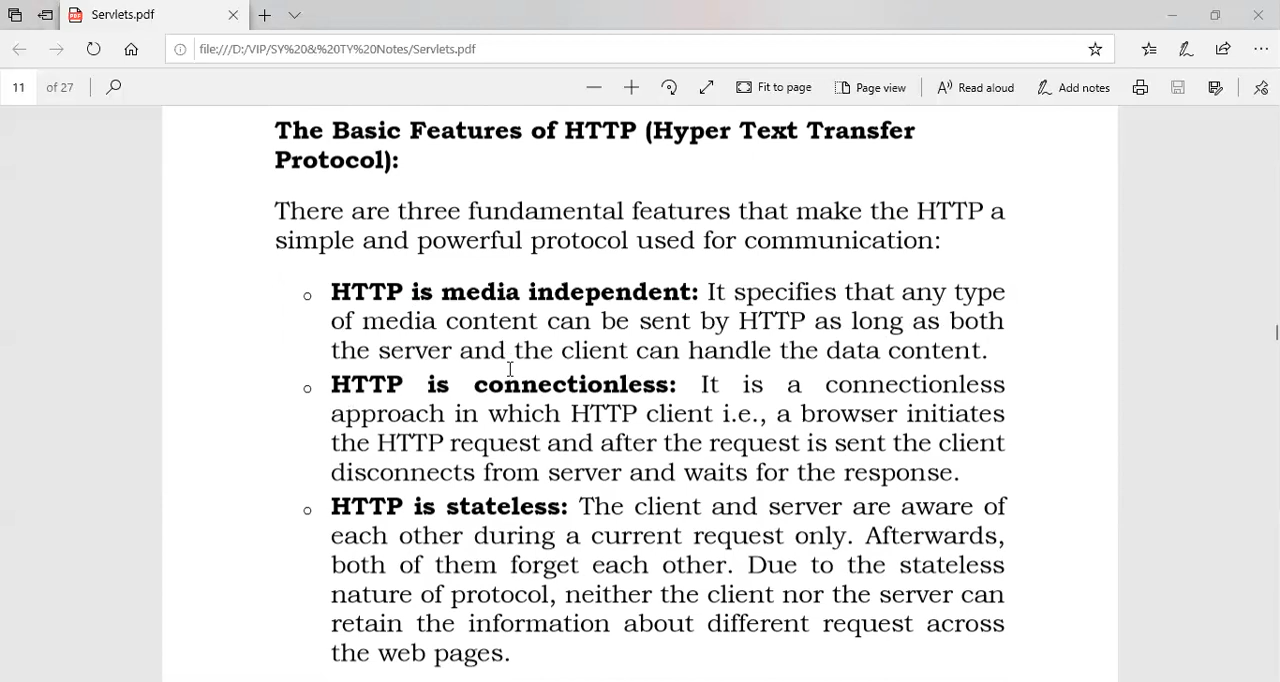 Servlets.pdf
file:///D:/VIP/SY%20&%20TY%20Notes/Servlets.pdf
11 of 27 Fit to page Page view Read aloud Add notes
The Basic Features of HTTP (Hyper Text Transfer
Protocol):
There are three fundamental features that make the HTTP a
simple and powerful protocol used for communication:
HTTP is media independent: It specifies that any type
of media content can be sent by HTTP as long as both
the server and the client can handle the data content.
HTTP is connectionless: It is a connectionless
approach in which HTTP client i.e., a browser initiates
the HTTP request and after the request is sent the client
disconnects from server and waits for the response.
HTTP is stateless: The client and server are aware of
each other during a current request only. Afterwards,
both of them forget each other. Due to the stateless
nature of protocol, neither the client nor the server can
retain the information about different request across
the web pages.